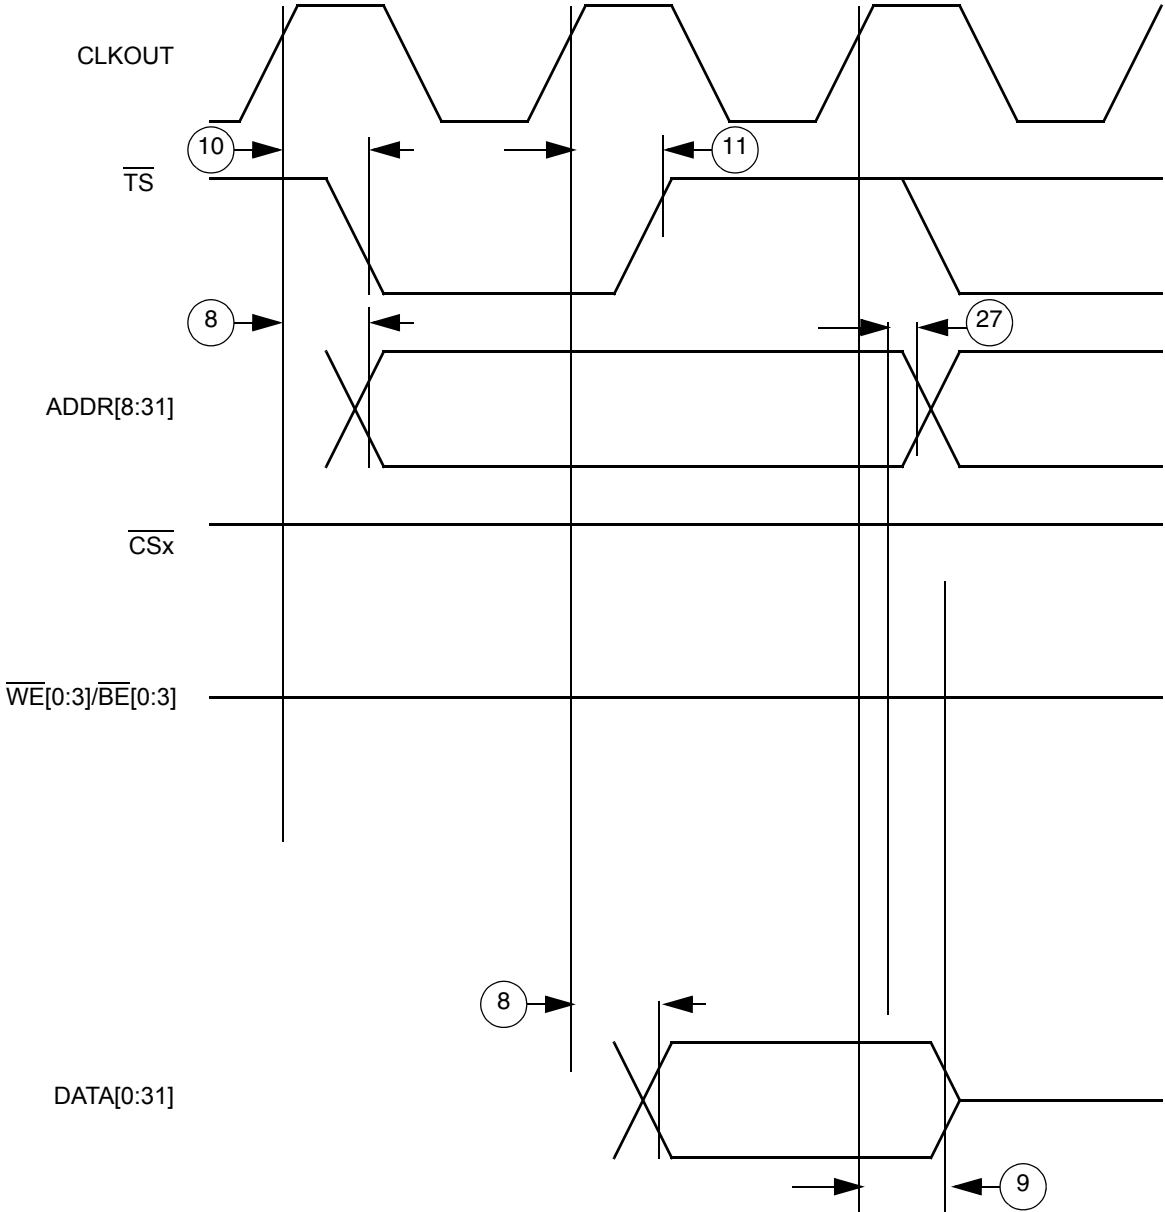 CLKOUT
10
11
TS
8
27
ADDR[8:31]
CSx
WE[0:3]/BE[0:3]
8
DATA[0:31]
9